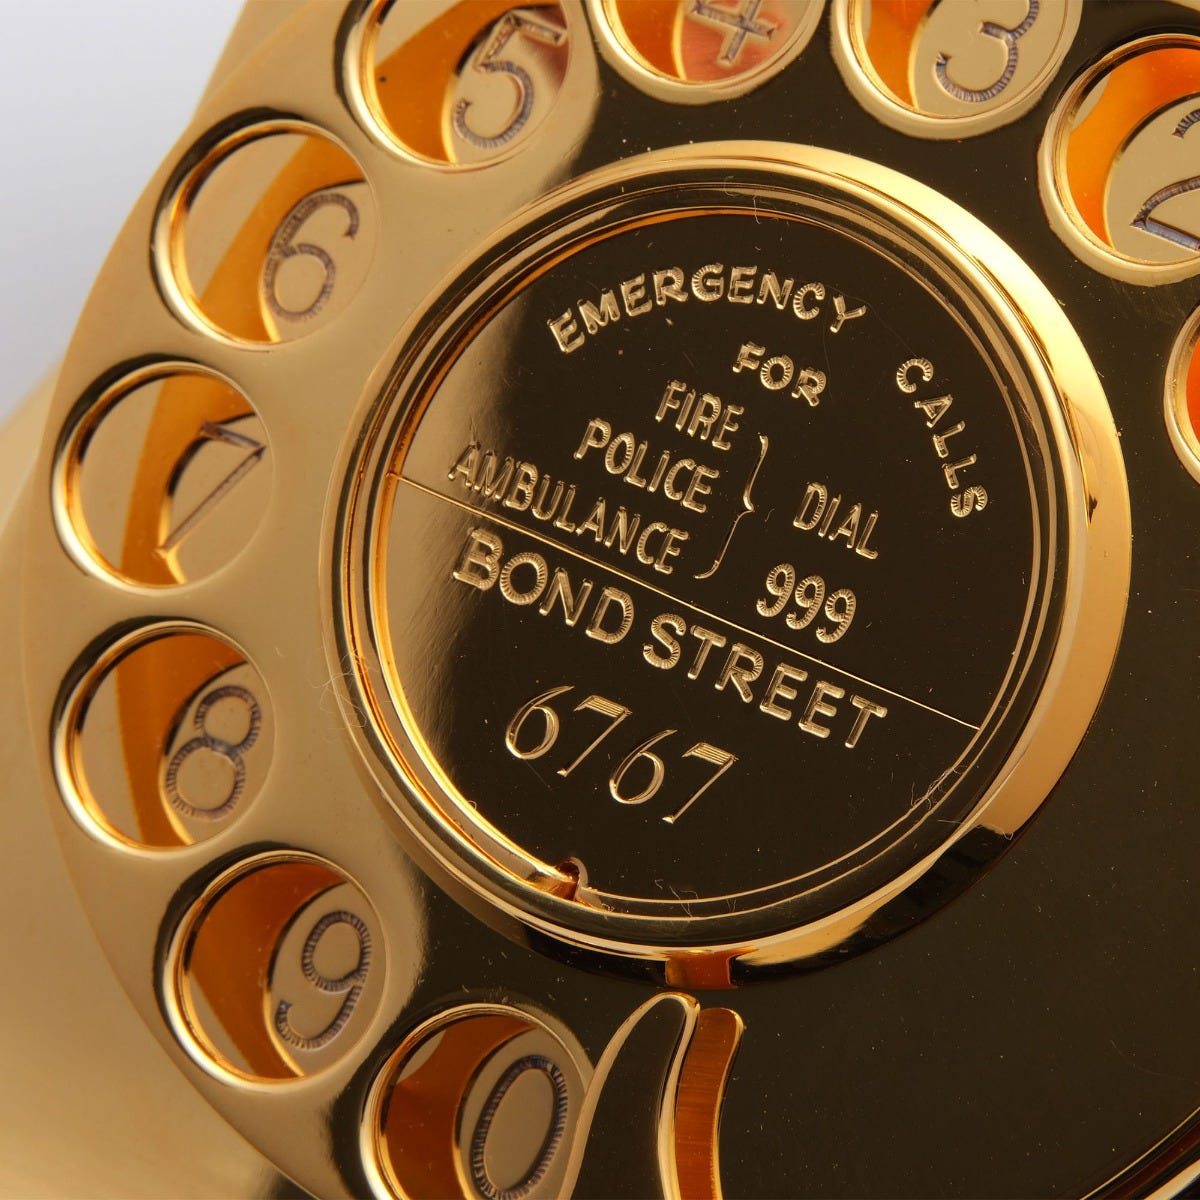 EMERGENCY CALLS
FOR
FIRE
POLICE
AMBULANCE
DIAL
999
BOND STREET
6767
5
4
3
2
6
7
8
9
0